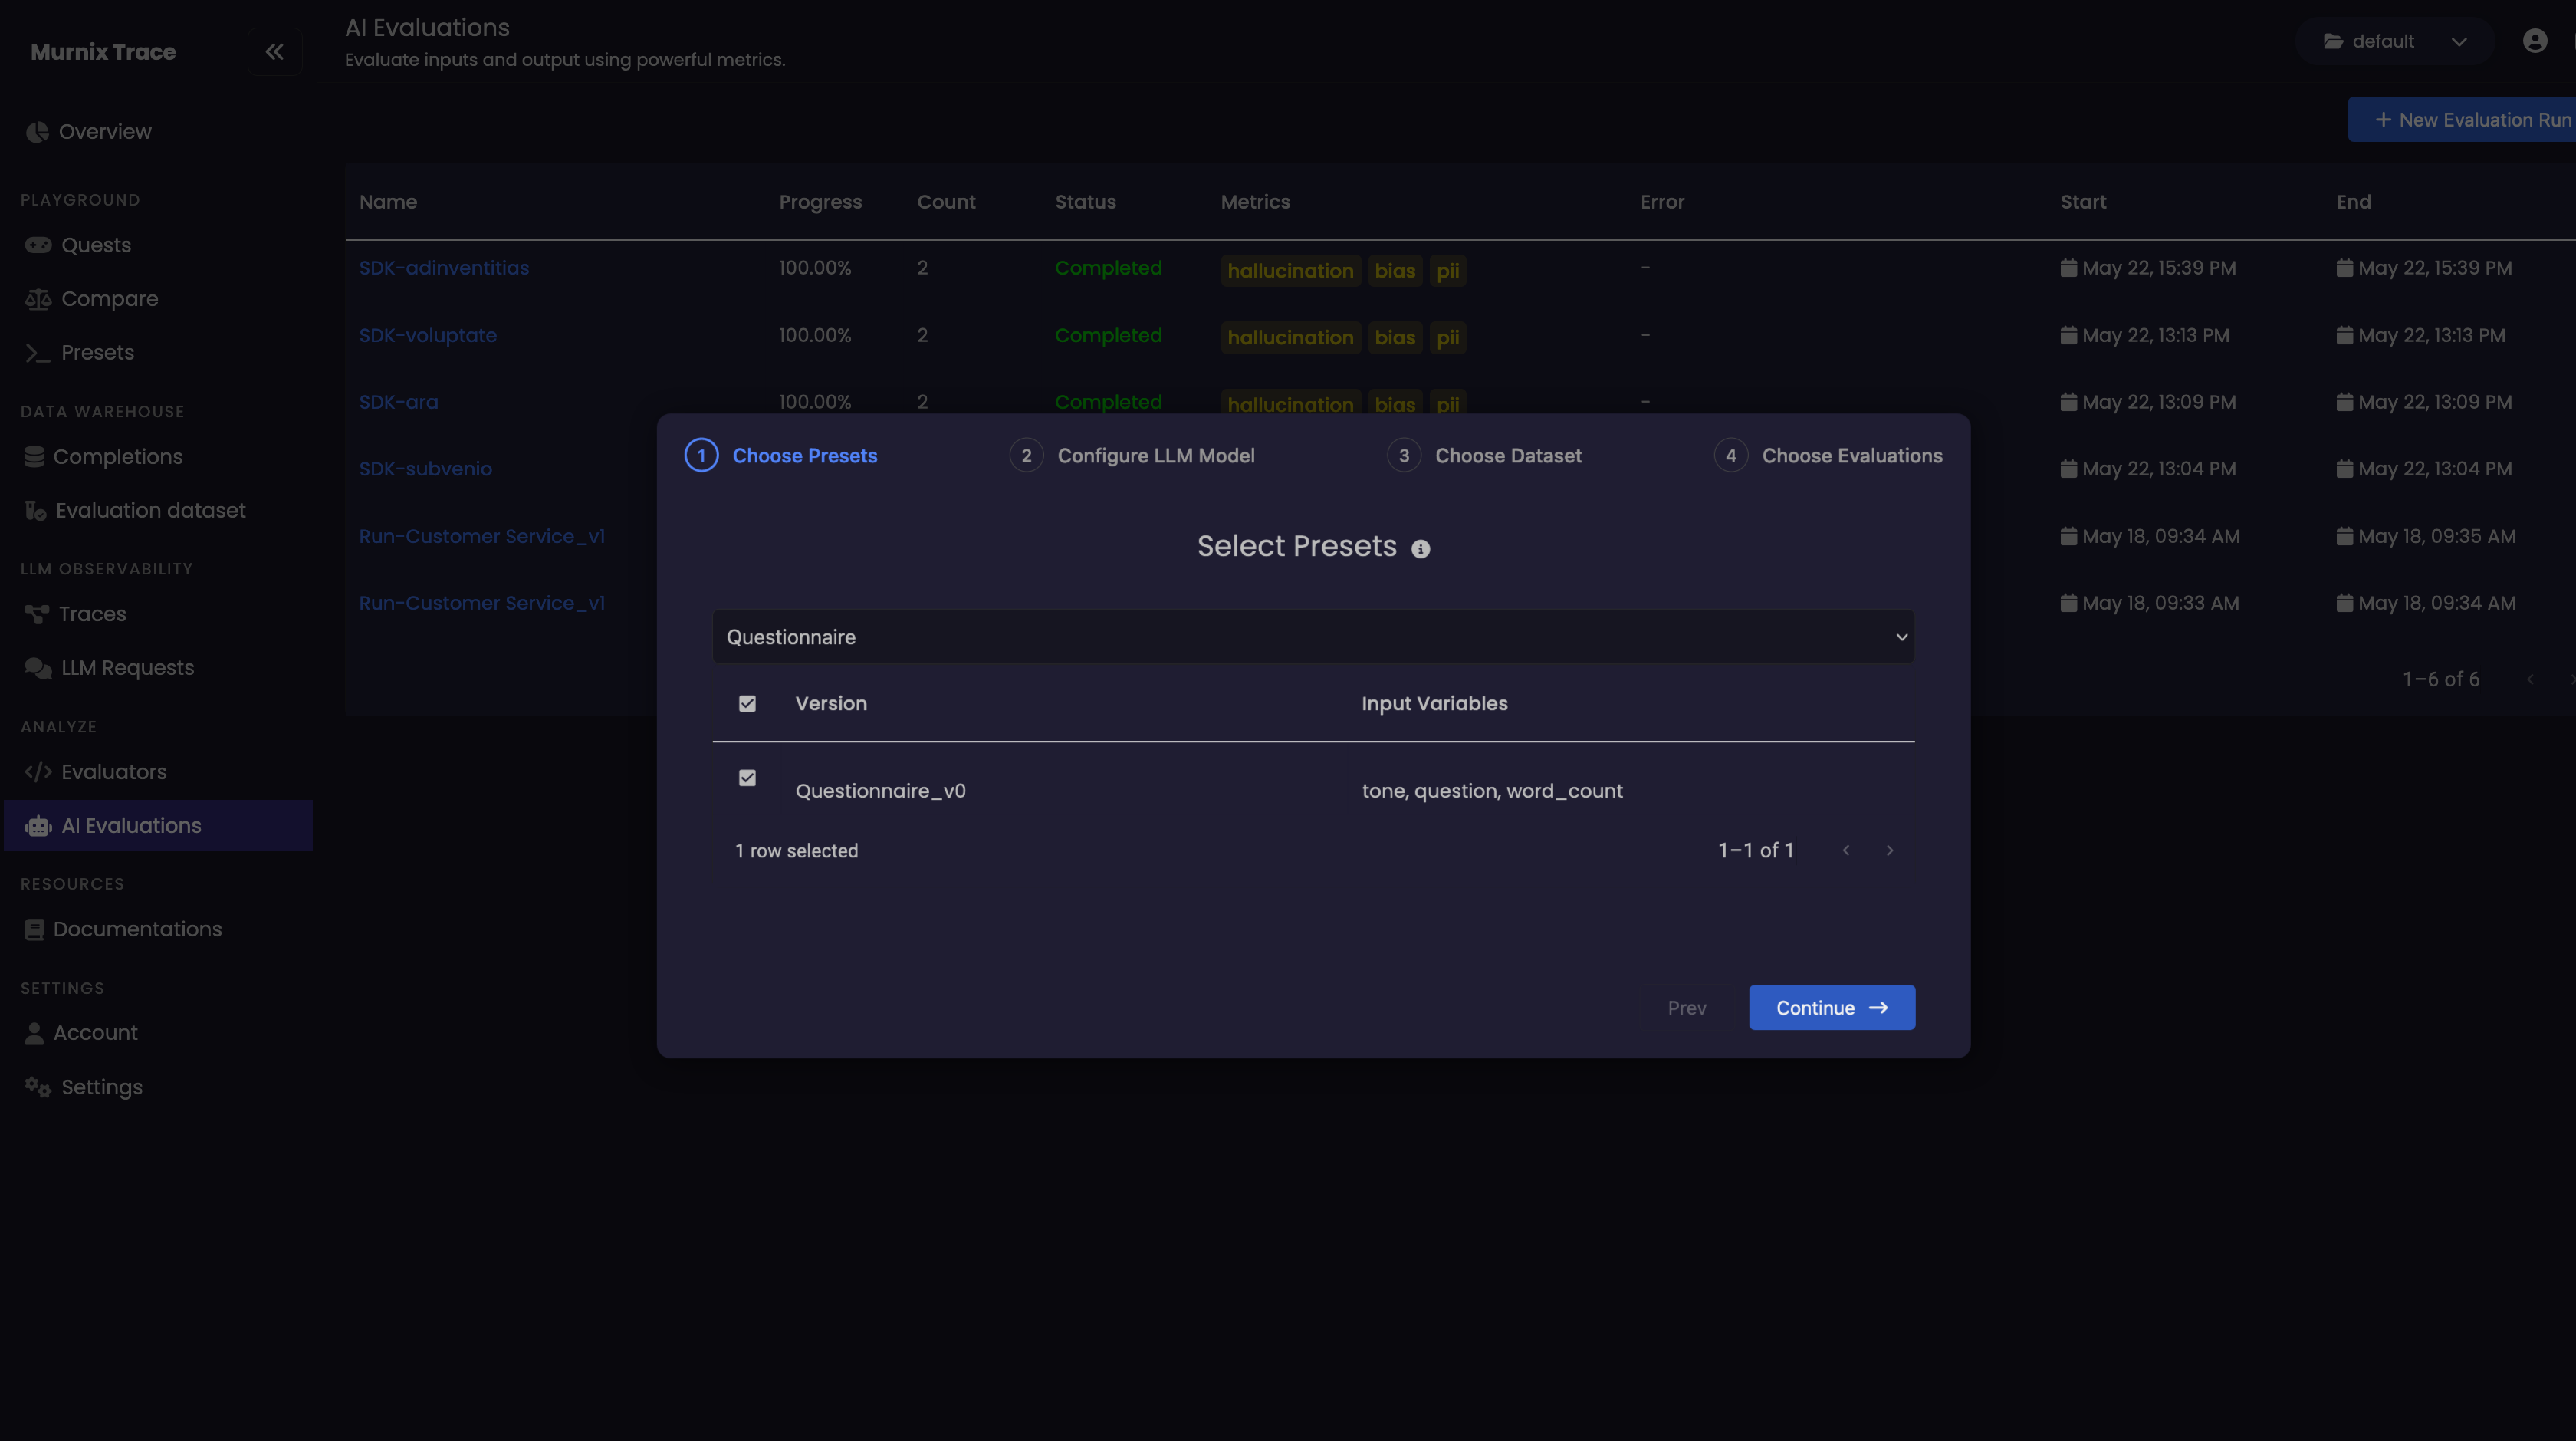 Murnix Trace
AI Evaluations
Evaluate inputs and output using powerful metrics.
default
Overview
+ New Evaluation Run
PLAYGROUND
Quests
Compare
Presets
DATA WAREHOUSE
Completions
Evaluation dataset
LLM OBSERVABILITY
Traces
LLM Requests
ANALYZE
Evaluators
AI Evaluations
RESOURCES
Documentations
SETTINGS
Account
Settings
Name Progress Count Status Metrics Error Start End
SDK-adinventitias 100.00% 2 Completed hallucination bias pii - May 22, 15:39 PM May 22, 15:39 PM
SDK-voluptate 100.00% 2 Completed hallucination bias pii - May 22, 13:13 PM May 22, 13:13 PM
SDK-ara 100.00% 2 Completed hallucination bias pii - May 22, 13:09 PM May 22, 13:09 PM
SDK-subvenio May 22, 13:04 PM May 22, 13:04 PM
Run-Customer Service_v1 May 18, 09:34 AM May 18, 09:35 AM
Run-Customer Service_v1 May 18, 09:33 AM May 18, 09:34 AM
1–6 of 6
1 Choose Presets 2 Configure LLM Model 3 Choose Dataset 4 Choose Evaluations
Select Presets
Questionnaire
Version Input Variables
Questionnaire_v0 tone, question, word_count
1 row selected 1–1 of 1
Prev Continue →